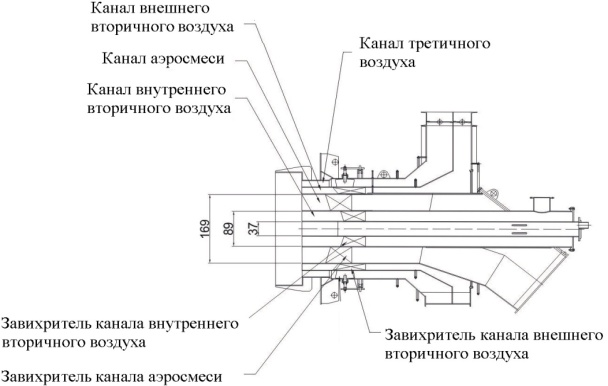 Канал внешнего
вторичного воздуха
Канал аэросмеси
Канал внутреннего
вторичного воздуха
Канал третичного
воздуха
169
89
37
Завихритель канала внутреннего
вторичного воздуха
Завихритель канала аэросмеси
Завихритель канала внешнего
вторичного воздуха